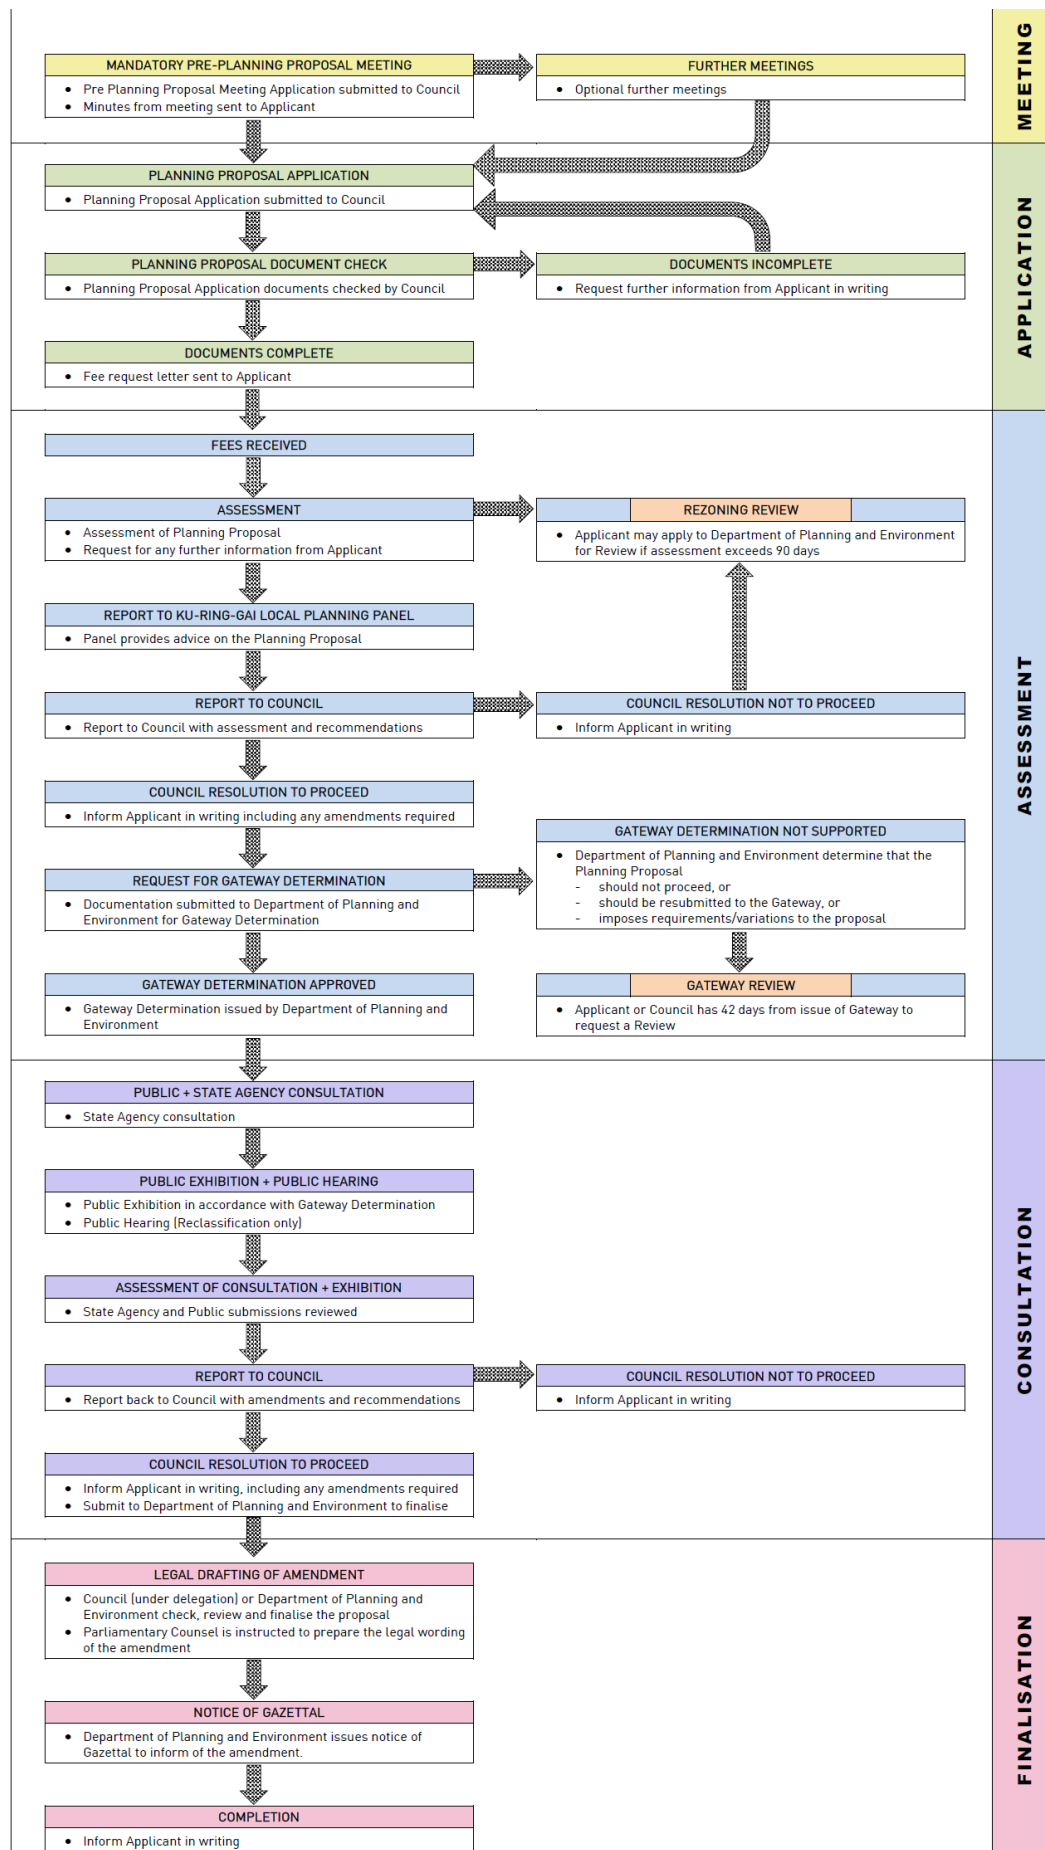 MEETING
MANDATORY PRE-PLANNING PROPOSAL MEETING
• Pre Planning Proposal Meeting Application submitted to Council
• Minutes from meeting sent to Applicant
FURTHER MEETINGS
• Optional further meetings
APPLICATION
PLANNING PROPOSAL APPLICATION
• Planning Proposal Application submitted to Council
PLANNING PROPOSAL DOCUMENT CHECK
• Planning Proposal Application documents checked by Council
DOCUMENTS INCOMPLETE
• Request further information from Applicant in writing
DOCUMENTS COMPLETE
• Fee request letter sent to Applicant
ASSESSMENT
FEES RECEIVED
ASSESSMENT
• Assessment of Planning Proposal
• Request for any further information from Applicant
REZONING REVIEW
• Applicant may apply to Department of Planning and Environment
for Review if assessment exceeds 90 days
REPORT TO KU-RING-GAI LOCAL PLANNING PANEL
• Panel provides advice on the Planning Proposal
REPORT TO COUNCIL
• Report to Council with assessment and recommendations
COUNCIL RESOLUTION NOT TO PROCEED
• Inform Applicant in writing
COUNCIL RESOLUTION TO PROCEED
• Inform Applicant in writing including any amendments required
REQUEST FOR GATEWAY DETERMINATION
• Documentation submitted to Department of Planning and
Environment for Gateway Determination
GATEWAY DETERMINATION NOT SUPPORTED
• Department of Planning and Environment determine that the
Planning Proposal
- should not proceed, or
- should be resubmitted to the Gateway, or
- imposes requirements/variations to the proposal
GATEWAY DETERMINATION APPROVED
• Gateway Determination issued by Department of Planning and
Environment
GATEWAY REVIEW
• Applicant or Council has 42 days from issue of Gateway to
request a Review
CONSULTATION
PUBLIC + STATE AGENCY CONSULTATION
• State Agency consultation
PUBLIC EXHIBITION + PUBLIC HEARING
• Public Exhibition in accordance with Gateway Determination
• Public Hearing (Reclassification only)
ASSESSMENT OF CONSULTATION + EXHIBITION
• State Agency and Public submissions reviewed
REPORT TO COUNCIL
• Report back to Council with amendments and recommendations
COUNCIL RESOLUTION NOT TO PROCEED
• Inform Applicant in writing
COUNCIL RESOLUTION TO PROCEED
• Inform Applicant in writing, including any amendments required
• Submit to Department of Planning and Environment to finalise
FINALISATION
LEGAL DRAFTING OF AMENDMENT
• Council (under delegation) or Department of Planning and
Environment check, review and finalise the proposal
• Parliamentary Counsel is instructed to prepare the legal wording
of the amendment
NOTICE OF GAZETTAL
• Department of Planning and Environment issues notice of
Gazettal to inform of the amendment.
COMPLETION
• Inform Applicant in writing